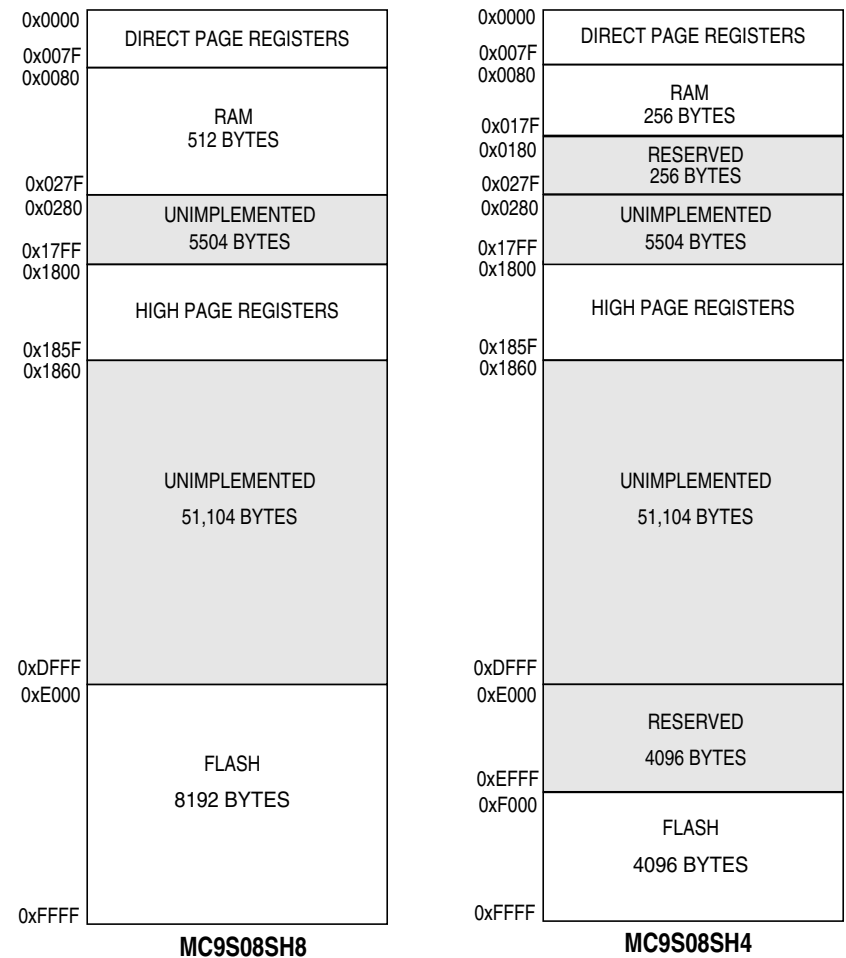 0x0000
DIRECT PAGE REGISTERS
0x007F
0x0080
RAM
512 BYTES
0x027F
0x0280
UNIMPLEMENTED
5504 BYTES
0x17FF
0x1800
HIGH PAGE REGISTERS
0x185F
0x1860
UNIMPLEMENTED
51,104 BYTES
0xDFFF
0xE000
FLASH
8192 BYTES
0xFFFF
MC9S08SH8
0x0000
DIRECT PAGE REGISTERS
0x007F
0x0080
RAM
256 BYTES
0x017F
0x0180
RESERVED
256 BYTES
0x027F
0x0280
UNIMPLEMENTED
5504 BYTES
0x17FF
0x1800
HIGH PAGE REGISTERS
0x185F
0x1860
UNIMPLEMENTED
51,104 BYTES
0xDFFF
0xE000
RESERVED
4096 BYTES
0xEFFF
0xF000
FLASH
4096 BYTES
0xFFFF
MC9S08SH4